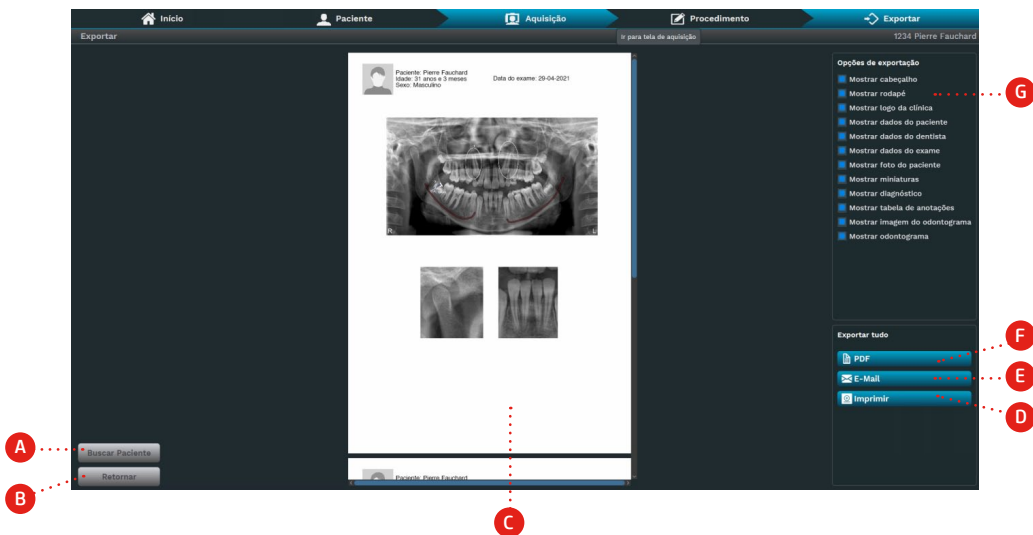 Início
Paciente
Aquisição
Procedimento
Exportar
Exportar
Ir para tela de aquisição
1234 Pierre Fauchard
Paciente: Pierre Fauchard
Idade: 31 anos e 3 meses
Sexo: Masculino
Data do exame: 29-04-2021
R
L
Paciente: Pierre Fauchard
Opções de exportação
Mostrar cabeçalho
Mostrar rodapé
Mostrar logo da clínica
Mostrar dados do paciente
Mostrar dados do dentista
Mostrar dados do exame
Mostrar foto do paciente
Mostrar miniaturas
Mostrar diagnóstico
Mostrar tabela de anotações
Mostrar imagem do odontograma
Mostrar odontograma
Exportar tudo
PDF
E-Mail
Imprimir
Buscar Paciente
Retornar
A
B
C
D
E
F
G